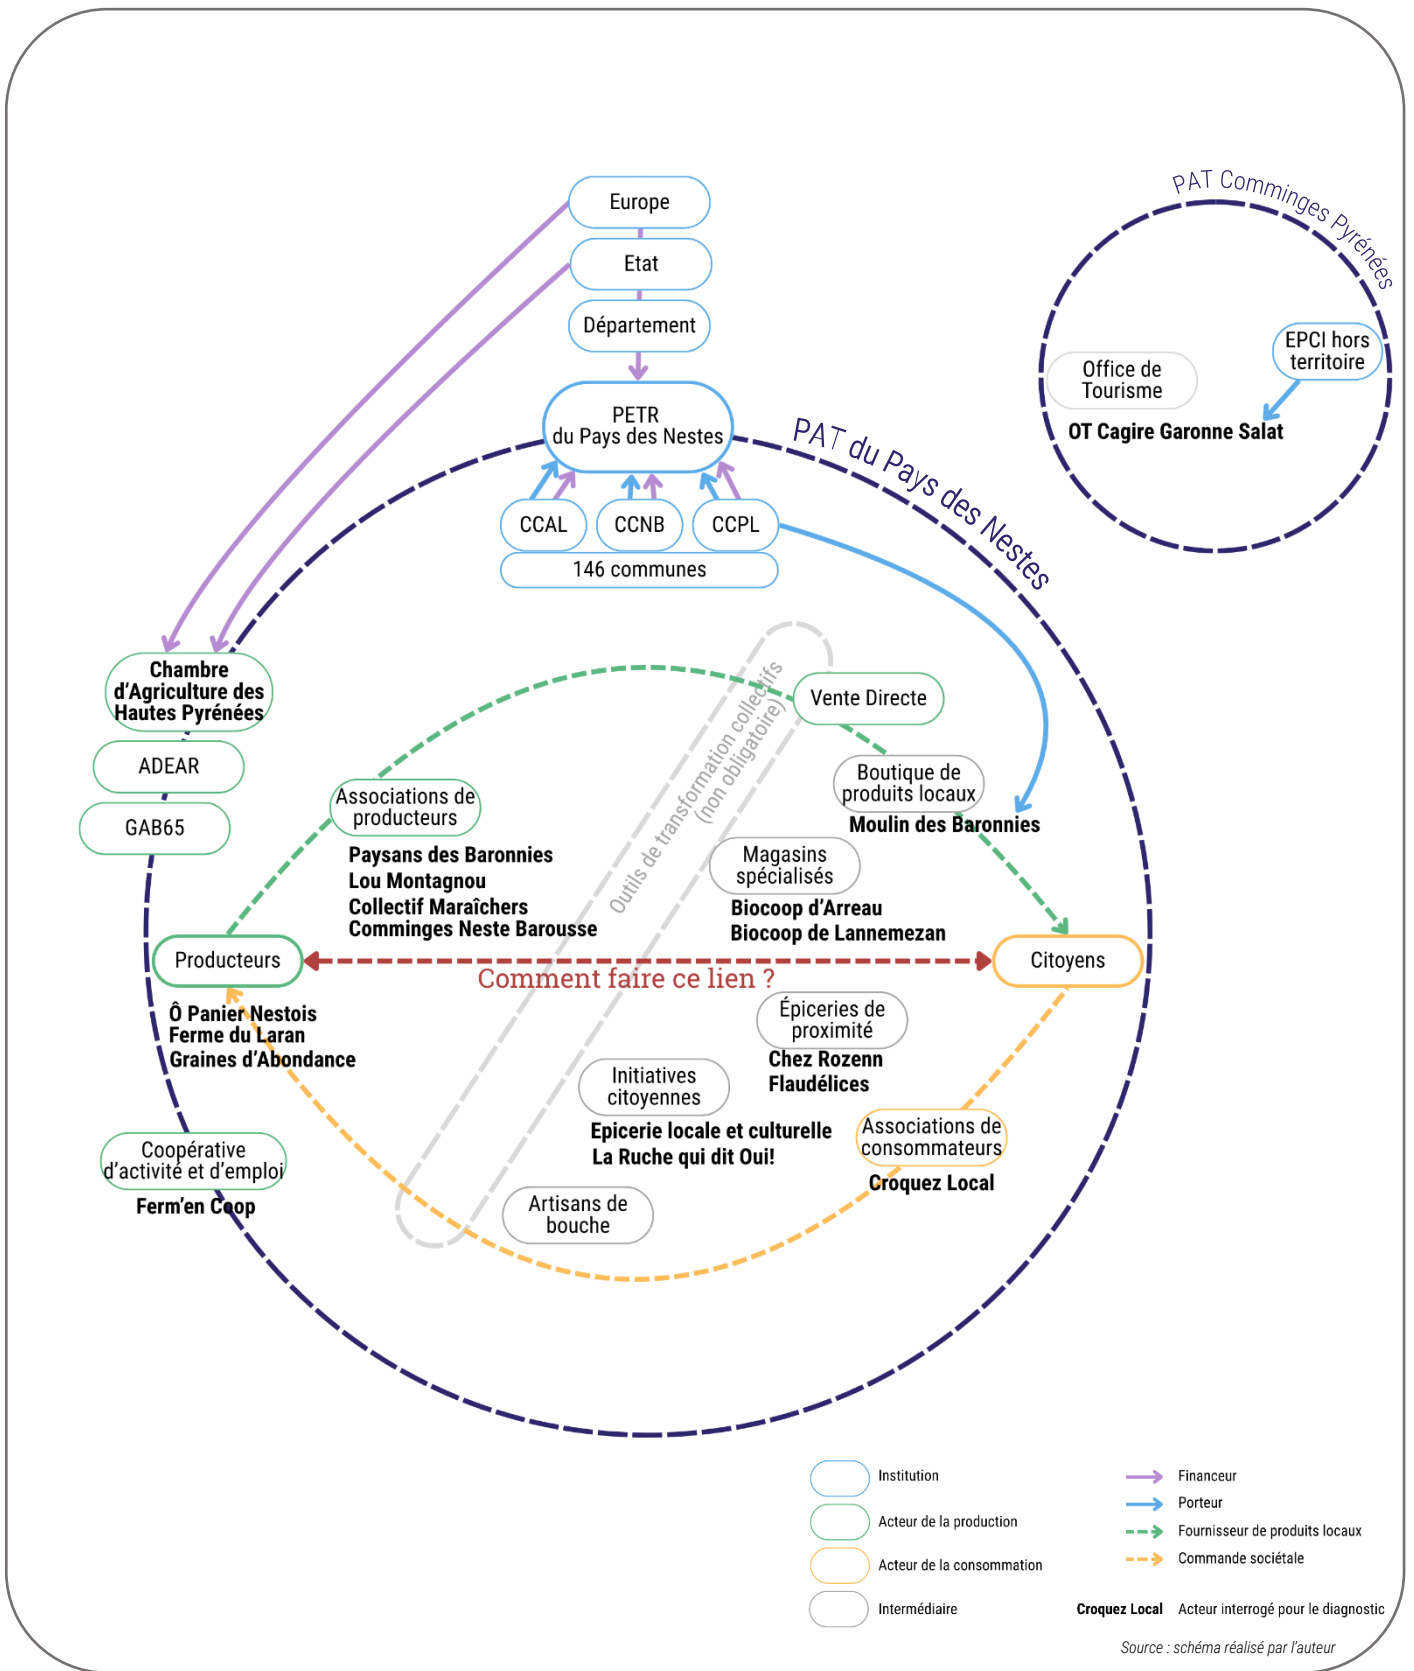 PAT Comminges Pyrénées
Europe
Etat
Département
EPCI hors
territoire
Office de
Tourisme
OT Cagire Garonne Salat
PETR
du Pays des Nestes
PAT du Pays des Nestes
CCAL
CCNB
CCPL
146 communes
Chambre
d’Agriculture des
Hautes Pyrénées
ADEAR
GAB65
Outils de transformation collectifs
(non obligatoire)
Vente Directe
Boutique de
produits locaux
Moulin des Baronnies
Associations de
producteurs
Paysans des Baronnies
Lou Montagnou
Collectif Maraîchers
Comminges Neste Barousse
Magasins
spécialisés
Biocoop d’Arreau
Biocoop de Lannemezan
Producteurs
Citoyens
Comment faire ce lien ?
Ô Panier Nestois
Ferme du Laran
Graines d’Abondance
Épiceries de
proximité
Chez Rozenn
Flaudélices
Initiatives
citoyennes
Epicerie locale et culturelle
La Ruche qui dit Oui!
Associations de
consommateurs
Croquez Local
Coopérative
d’activité et d’emploi
Ferm’en Coop
Artisans de
bouche
Institution
Acteur de la production
Acteur de la consommation
Intermédiaire
Financeur
Porteur
Fournisseur de produits locaux
Commande sociétale
Croquez Local Acteur interrogé pour le diagnostic
Source : schéma réalisé par l’auteur